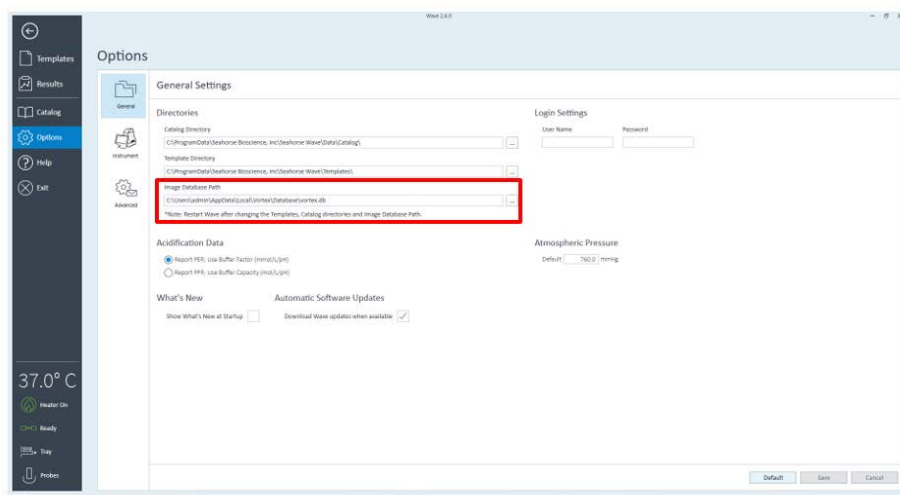 Wave 2.6.0
Templates
Results
Catalog
Options
Help
Exit
37.0° C
Heater On
Ready
Tray
Probes
Options
General
Instrument
Advanced
General Settings
Directories
Catalog Directory
C:\ProgramData\Seahorse Bioscience, Inc\Seahorse Wave\Data\Catalog\
...
Template Directory
C:\ProgramData\Seahorse Bioscience, Inc\Seahorse Wave\Templates\
...
Image Database Path
C:\Users\admin\AppData\Local\Vortex\Database\vortex.db
...
*Note: Restart Wave after changing the Templates, Catalog directories and Image Database Path.
Login Settings
User Name Password
Acidification Data
Report PER; Use Buffer Factor (mmol/L/pH)
Report PPR; Use Buffer Capacity (mol/L/pH)
Atmospheric Pressure
Default 760.0 mmHg
What's New
Show What's New at Startup
Automatic Software Updates
Download Wave updates when available
Default Save Cancel